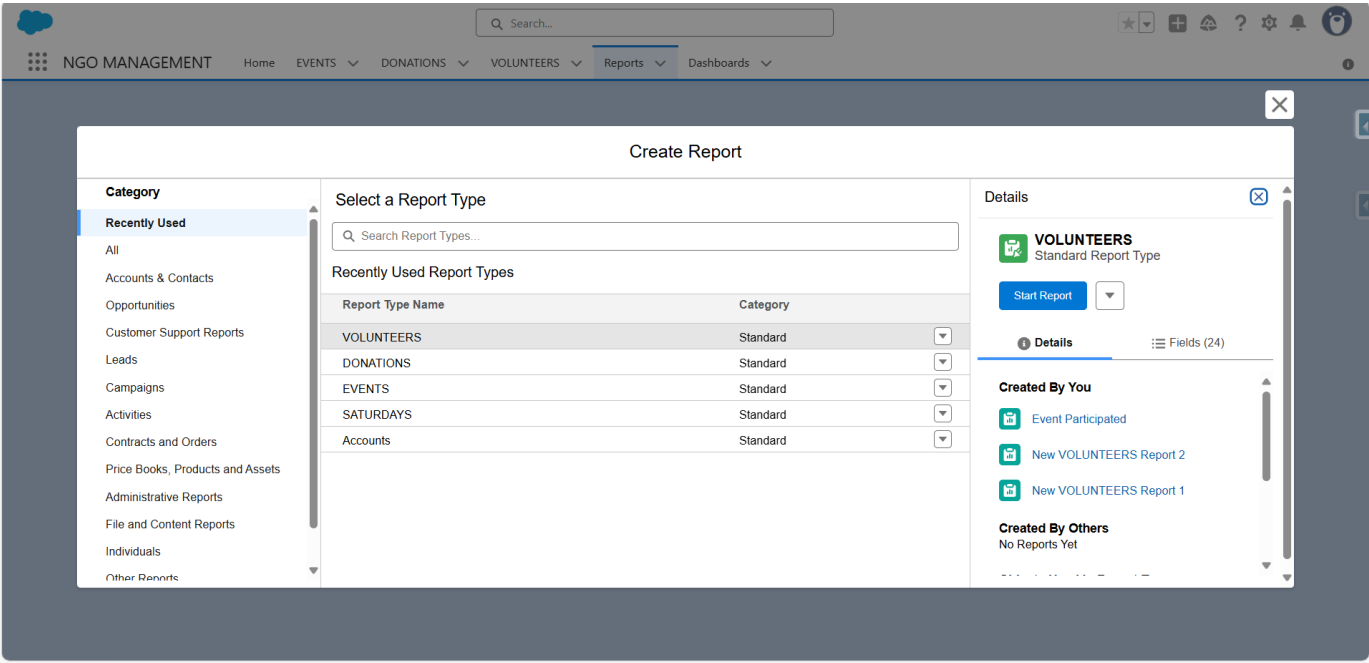 Search...
NGO MANAGEMENT Home EVENTS DONATIONS VOLUNTEERS Reports Dashboards
Create Report
Category
Recently Used
All
Accounts & Contacts
Opportunities
Customer Support Reports
Leads
Campaigns
Activities
Contracts and Orders
Price Books, Products and Assets
Administrative Reports
File and Content Reports
Individuals
Other Reports
Select a Report Type
Search Report Types...
Recently Used Report Types
Report Type Name Category
VOLUNTEERS Standard
DONATIONS Standard
EVENTS Standard
SATURDAYS Standard
Accounts Standard
Details
VOLUNTEERS
Standard Report Type
Start Report
Details Fields (24)
Created By You
Event Participated
New VOLUNTEERS Report 2
New VOLUNTEERS Report 1
Created By Others
No Reports Yet